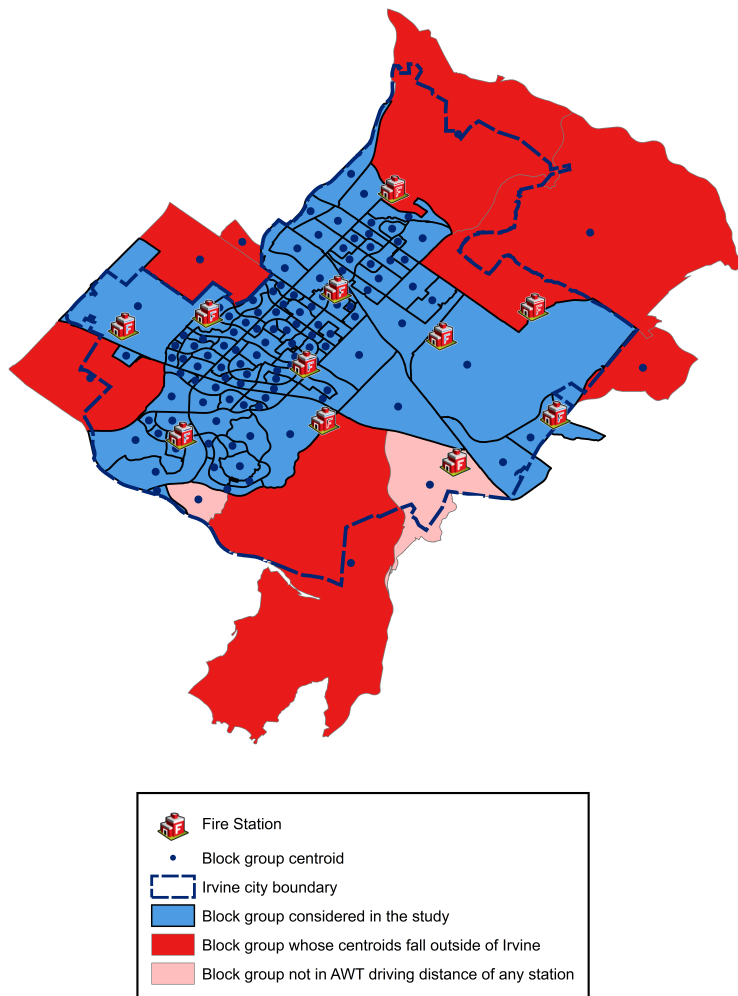 Fire Station
Block group centroid
Irvine city boundary
Block group considered in the study
Block group whose centroids fall outside of Irvine
Block group not in AWT driving distance of any station